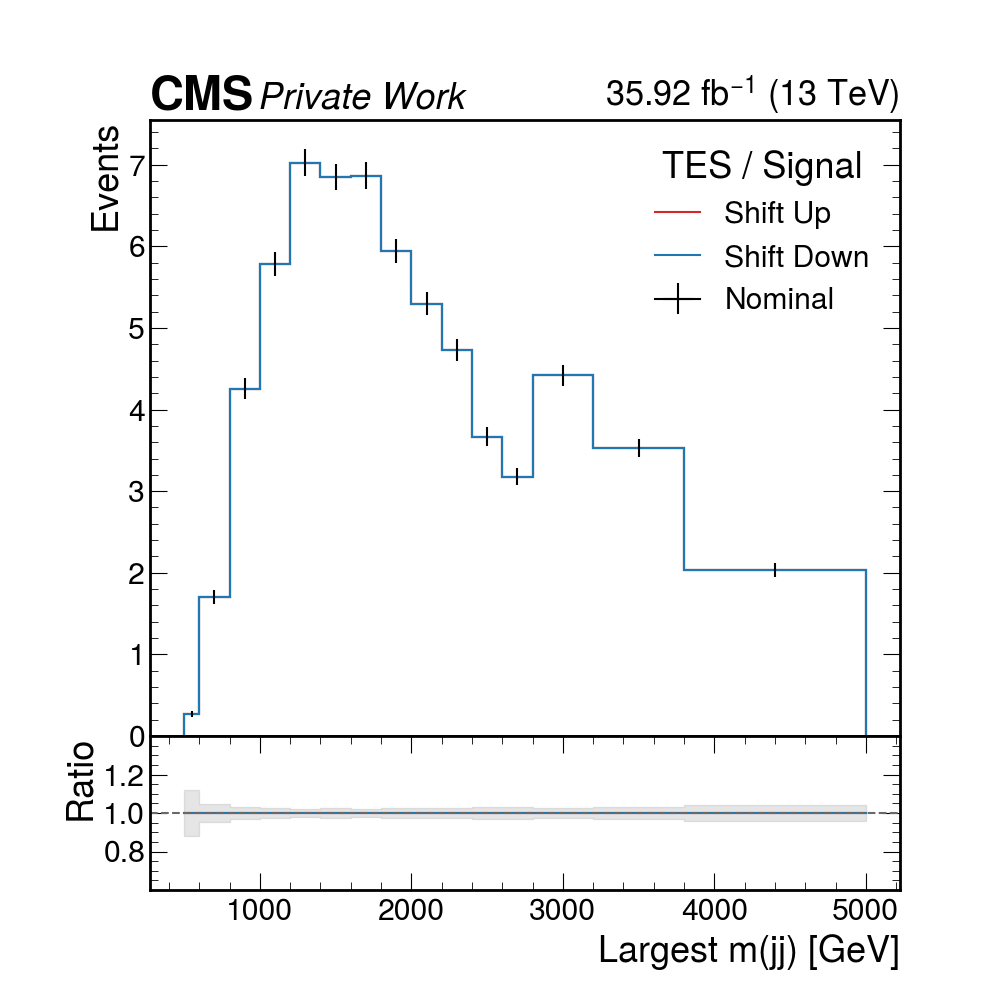 CMS Private Work 35.92 fb⁻¹ (13 TeV)
Events
7
6
5
4
3
2
1
0
TES / Signal
Shift Up
Shift Down
Nominal
Ratio
1.2
1.0
0.8
1000 2000 3000 4000 5000
Largest m(jj) [GeV]